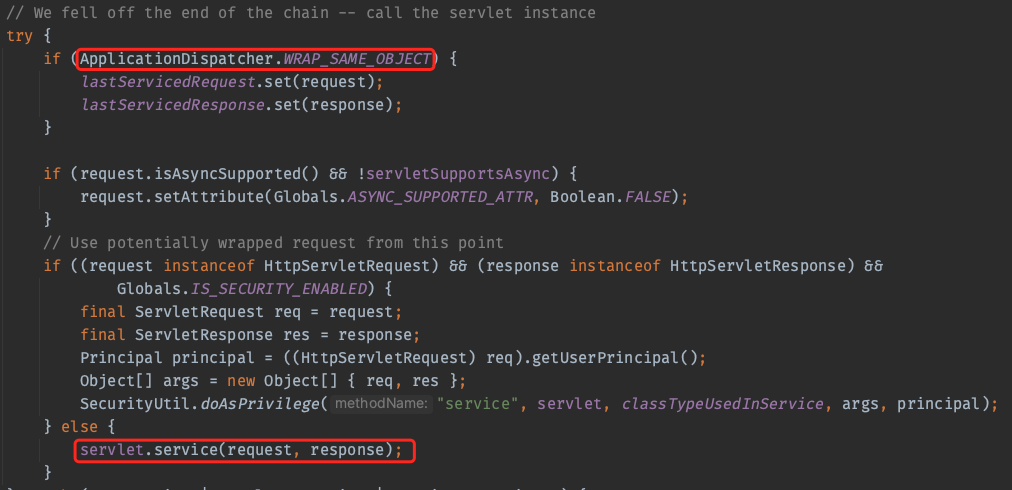 // We fell off the end of the chain -- call the servlet instance
try {
    if (ApplicationDispatcher.WRAP_SAME_OBJECT) {
        lastServicedRequest.set(request);
        lastServicedResponse.set(response);
    }
    if (request.isAsyncSupported() && !servletSupportsAsync) {
        request.setAttribute(Globals.ASYNC_SUPPORTED_ATTR, Boolean.FALSE);
    }
    // Use potentially wrapped request from this point
    if ((request instanceof HttpServletRequest) && (response instanceof HttpServletResponse) &&
            Globals.IS_SECURITY_ENABLED) {
        final ServletRequest req = request;
        final ServletResponse res = response;
        Principal principal = ((HttpServletRequest) req).getUserPrincipal();
        Object[] args = new Object[] { req, res };
        SecurityUtil.doAsPrivilege( methodName: "service", servlet, classTypeUsedInService, args, principal);
    } else {
        servlet.service(request, response);
    }